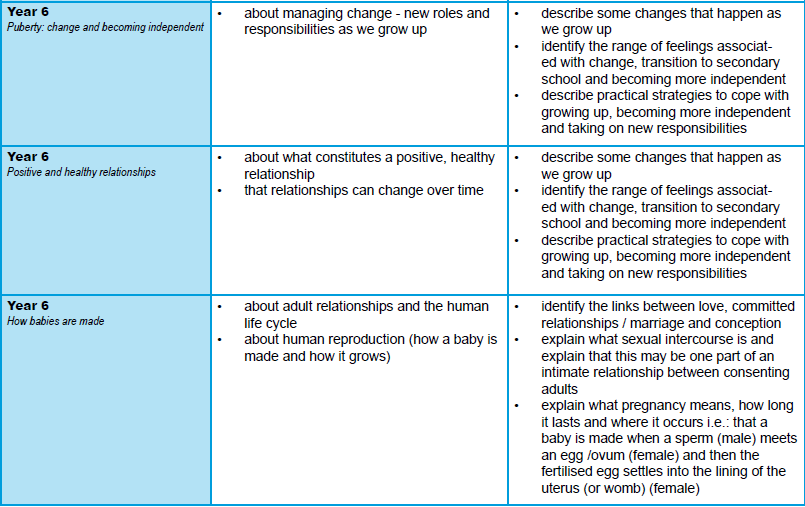 Year 6
Puberty: change and becoming independent
• about managing change - new roles and
responsibilities as we grow up
• describe some changes that happen as
we grow up
• identify the range of feelings associat-
ed with change, transition to secondary
school and becoming more independent
• describe practical strategies to cope with
growing up, becoming more independent
and taking on new responsibilities
Year 6
Positive and healthy relationships
• about what constitutes a positive, healthy
relationship
• that relationships can change over time
• describe some changes that happen as
we grow up
• identify the range of feelings associat-
ed with change, transition to secondary
school and becoming more independent
• describe practical strategies to cope with
growing up, becoming more independent
and taking on new responsibilities
Year 6
How babies are made
• about adult relationships and the human
life cycle
• about human reproduction (how a baby is
made and how it grows)
• identify the links between love, committed
relationships / marriage and conception
• explain what sexual intercourse is and
explain that this may be one part of an
intimate relationship between consenting
adults
• explain what pregnancy means, how long
it lasts and where it occurs i.e.: that a
baby is made when a sperm (male) meets
an egg /ovum (female) and then the
fertilised egg settles into the lining of the
uterus (or womb) (female)